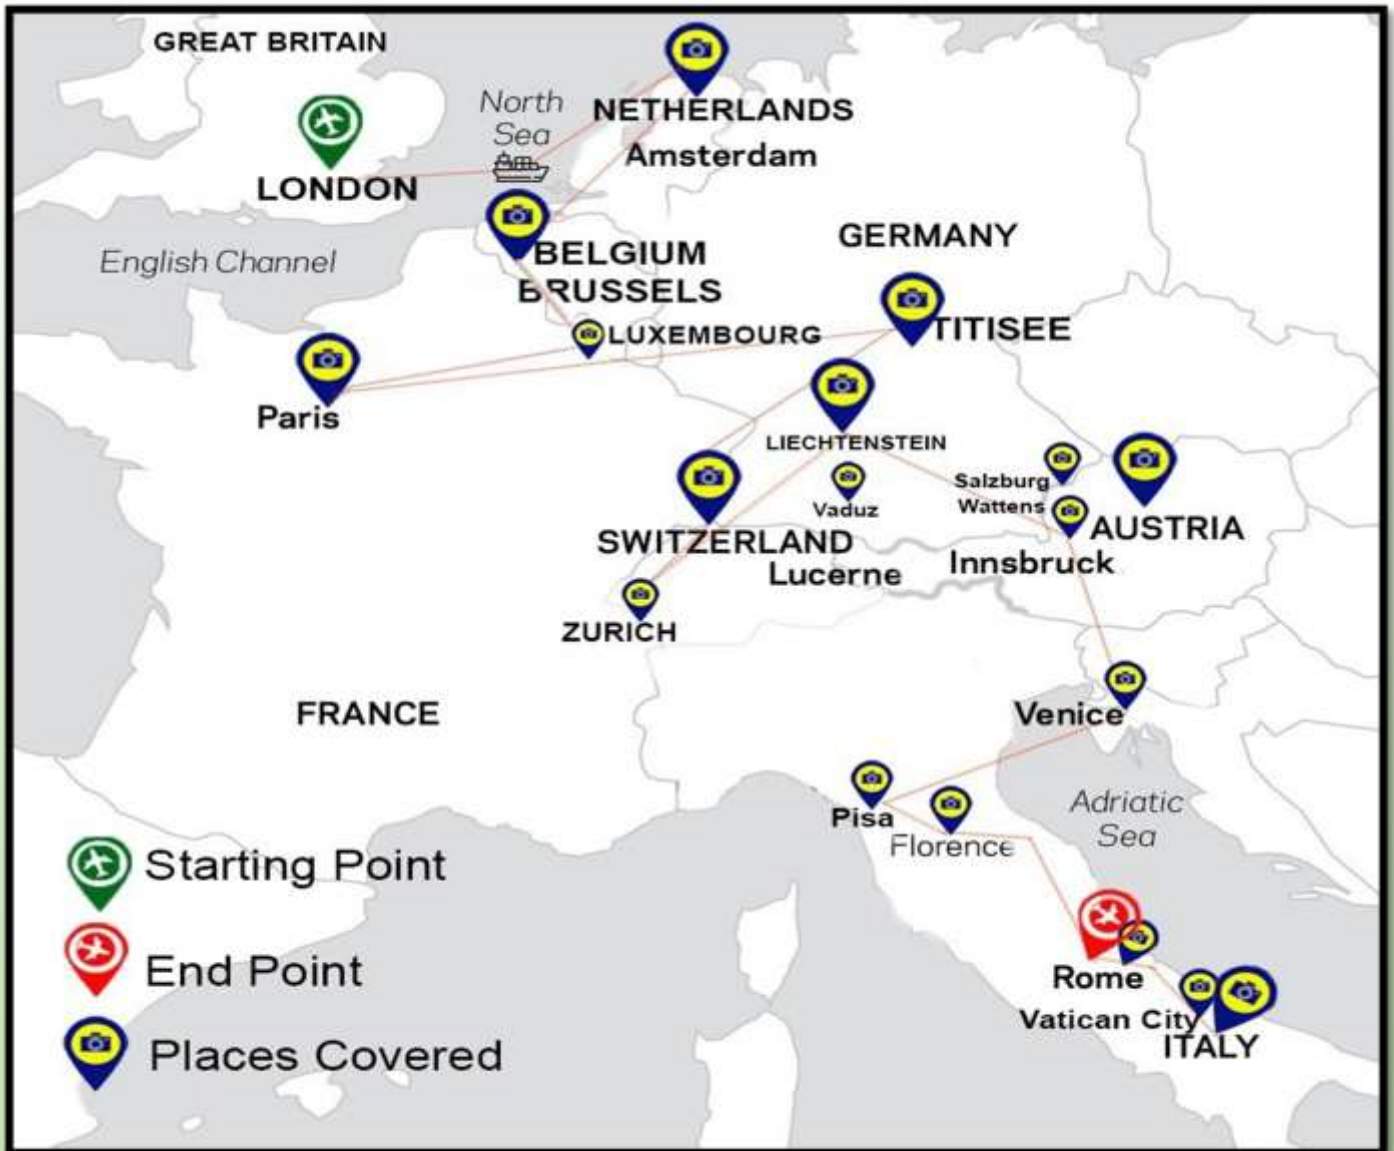 GREAT BRITAIN
North
Sea
NETHERLANDS
Amsterdam
LONDON
English Channel
BELGIUM
BRUSSELS
GERMANY
LUXEMBOURG
TITISEE
Paris
LIECHTENSTEIN
Vaduz
Salzburg
Wattens
AUSTRIA
SWITZERLAND
Lucerne
Innsbruck
ZURICH
FRANCE
Venice
Pisa
Florence
Adriatic
Sea
Rome
Vatican City
ITALY
Starting Point
End Point
Places Covered